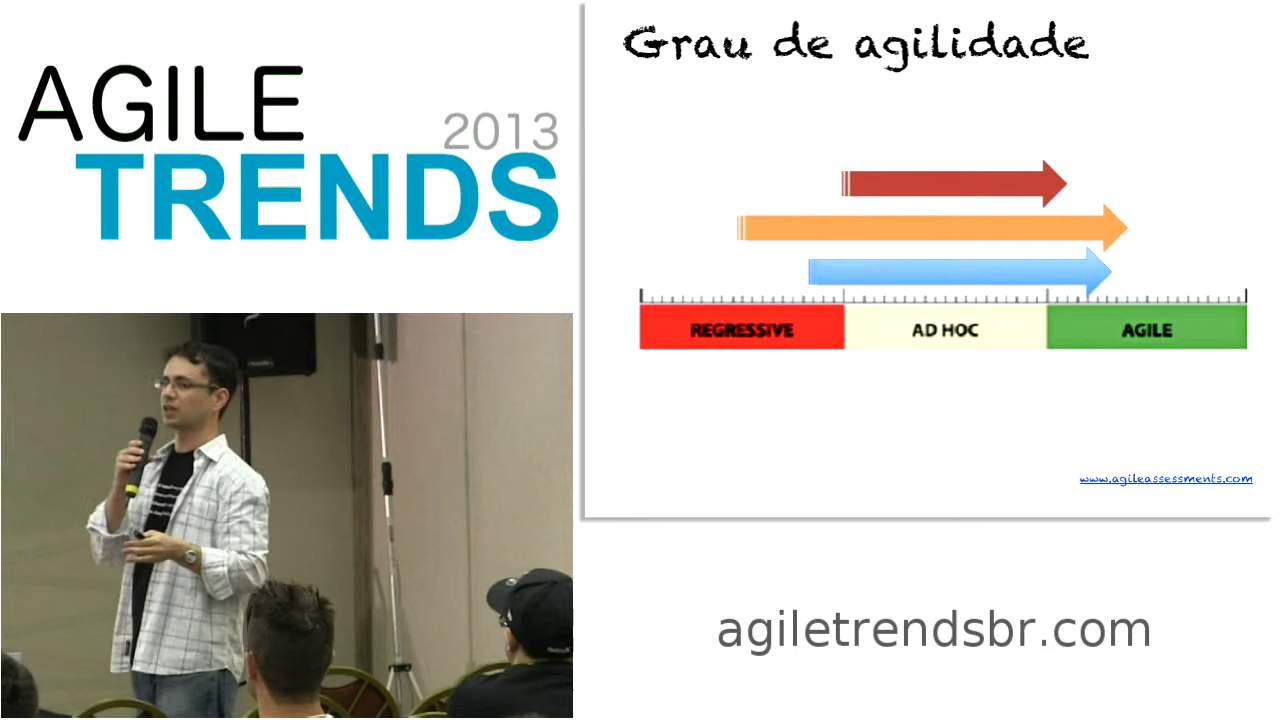 AGILE
2013
TRENDS
Grau de agilidade
REGRESSIVE
AD HOC
AGILE
www.agileassessments.com
agiletrendsbr.com